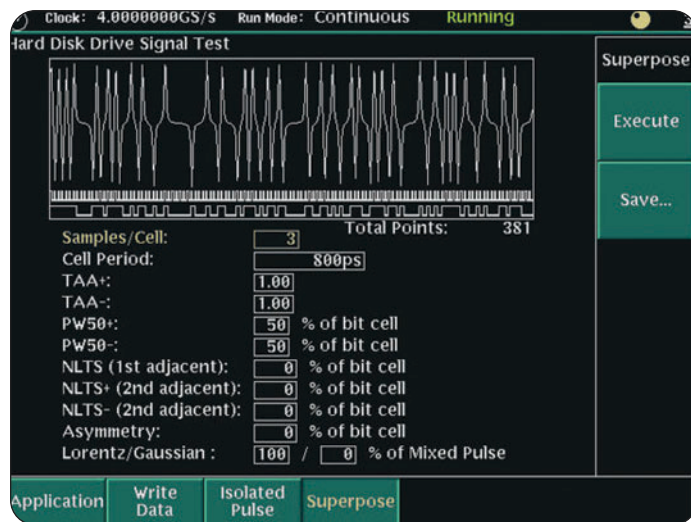 Clock: 4.0000000GS/s Run Mode: Continuous Running
Hard Disk Drive Signal Test
Superpose
Execute
Save...
Total Points: 381
Samples/Cell: 3
Cell Period: 800ps
TAA+: 1.00
TAA-: 1.00
PW50+: 50 % of bit cell
PW50-: 50 % of bit cell
NLTS (1st adjacent): 0 % of bit cell
NLTS+ (2nd adjacent): 0 % of bit cell
NLTS- (2nd adjacent): 0 % of bit cell
Asymmetry: 0 % of bit cell
Lorentz/Gaussian : 100 / 0 % of Mixed Pulse
Application Write Data Isolated Pulse Superpose